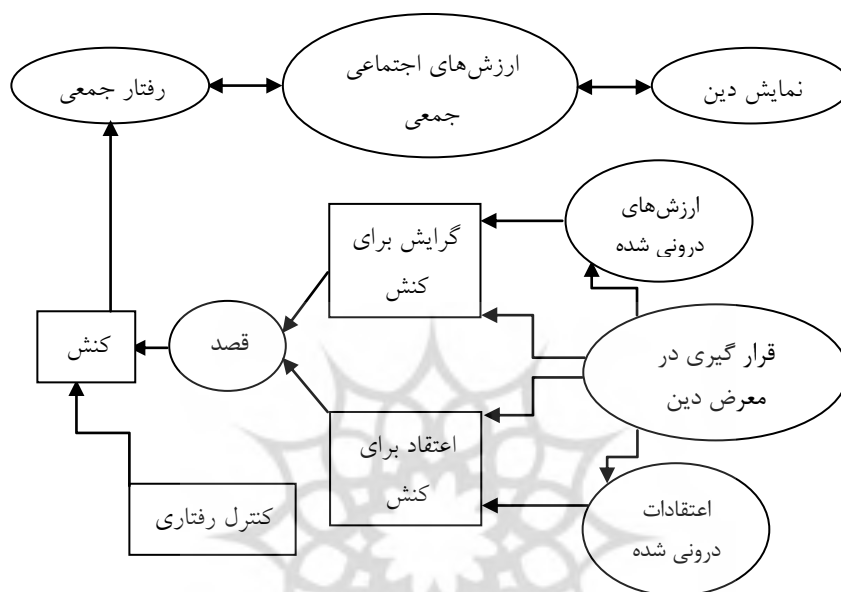 نمایش دین
ارزش‌های اجتماعی
جمعی
رفتار جمعی
ارزش‌های
درونی شده
گرایش برای
کنش
قرار گیری در
معرض دین
قصد
کنش
اعتقاد برای
کنش
اعتقادات
درونی شده
کنترل رفتاری